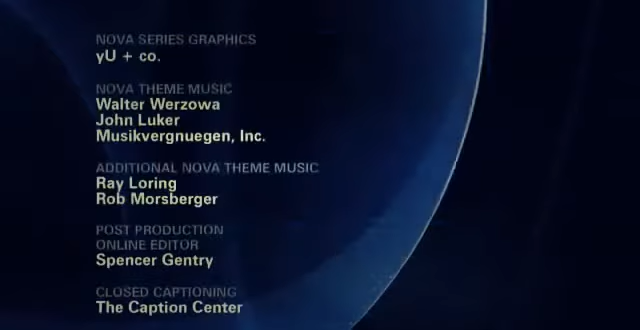 NOVA SERIES GRAPHICS
yU + co.
NOVA THEME MUSIC
Walter Werzowa
John Luker
Musikvergnuegen, Inc.
ADDITIONAL NOVA THEME MUSIC
Ray Loring
Rob Morsberger
POST PRODUCTION
ONLINE EDITOR
Spencer Gentry
CLOSED CAPTIONING
The Caption Center